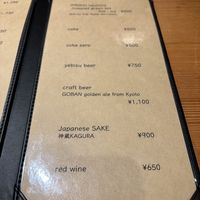 coke ¥500
coke zero ¥500
yebisu beer ¥750
craft beer
GOBAN golden ale from Kyoto
¥1,100
Japanese SAKE
神蔵KAGURA ¥900
red wine ¥650